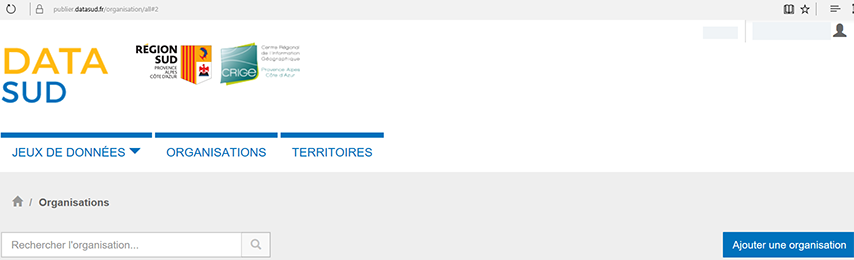 publier.datasud.fr/organisation/all#2
DATA
SUD
RÉGION
SUD
PROVENCE
ALPES
CÔTE D'AZUR
CRIGE
Centre Régional
de l'Information
Géographique
Provence-Alpes
Côte d'Azur
JEUX DE DONNÉES
ORGANISATIONS
TERRITOIRES
/ Organisations
Rechercher l'organisation...
Ajouter une organisation